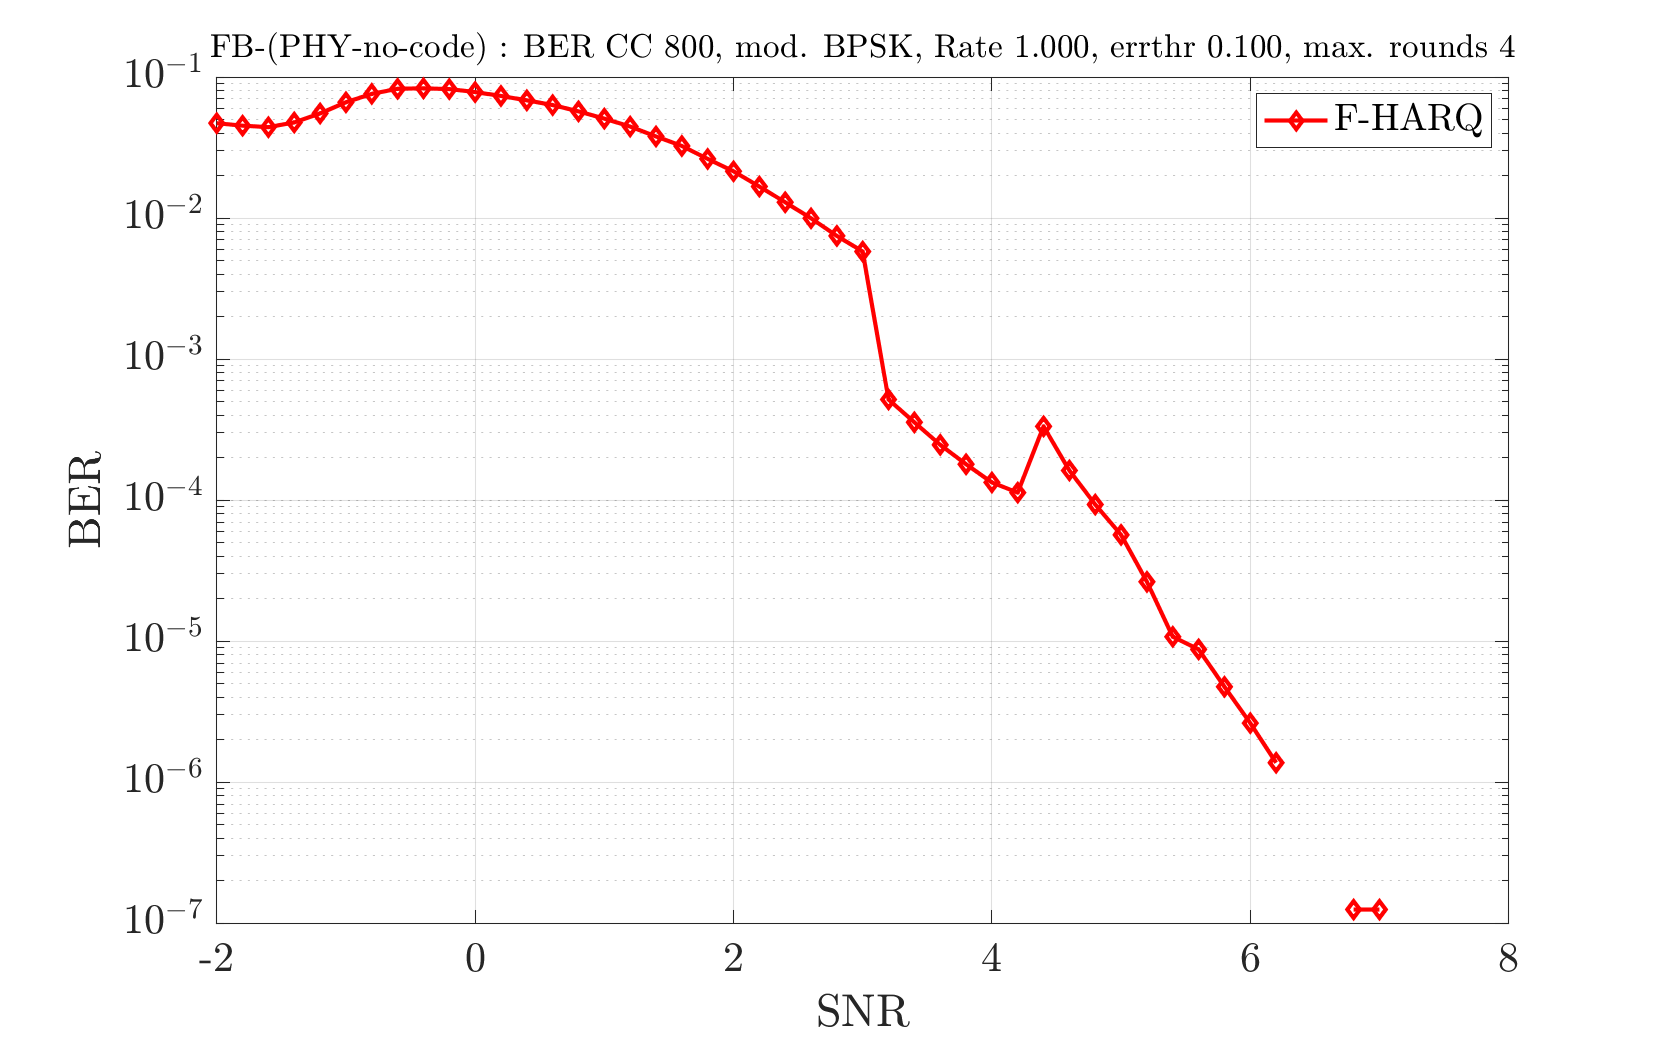 FB-(PHY-no-code) : BER CC 800, mod. BPSK, Rate 1.000, errthr 0.100, max. rounds 4
10⁻¹
F-HARQ
10⁻²
10⁻³
BER
10⁻⁴
10⁻⁵
10⁻⁶
10⁻⁷
-2 0 2 4 6 8
SNR